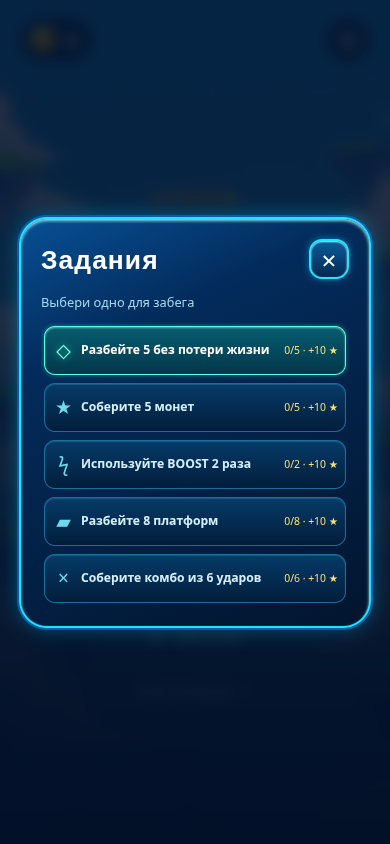 Задания
Выбери одно для забега
Разбейте 5 без потери жизни 0/5 · +10 ★
Соберите 5 монет 0/5 · +10 ★
Используйте BOOST 2 раза 0/2 · +10 ★
Разбейте 8 платформ 0/8 · +10 ★
Соберите комбо из 6 ударов 0/6 · +10 ★